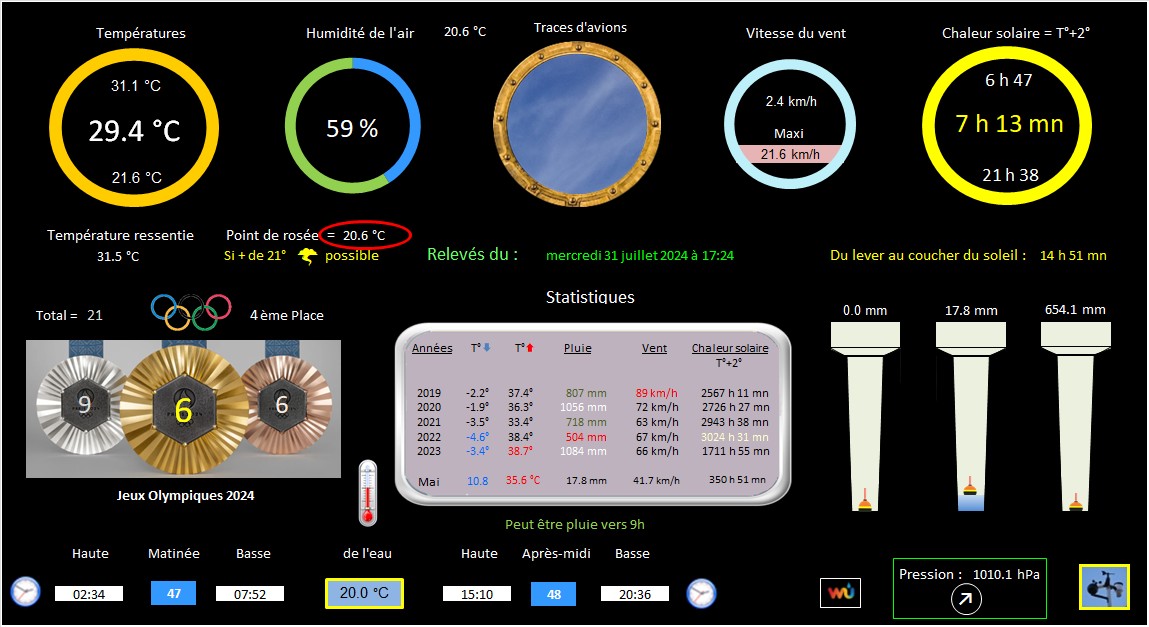 Températures
Humidité de l'air
20.6 °C
Traces d'avions
Vitesse du vent
Chaleur solaire = T°+2°
31.1 °C
29.4 °C
21.6 °C
59 %
2.4 km/h
Maxi
21.6 km/h
6 h 47
7 h 13 mn
21 h 38
Température ressentie
31.5 °C
Point de rosée = 20.6 °C
Si + de 21° possible
Relevés du : mercredi 31 juillet 2024 à 17:24
Du lever au coucher du soleil : 14 h 51 mn
Total = 21
4 ème Place
9
6
6
Jeux Olympiques 2024
Statistiques
Années T° T° Pluie Vent Chaleur solaire
T°+2°
2019 -2.2° 37.4° 807 mm 89 km/h 2567 h 11 mn
2020 -1.9° 36.3° 1056 mm 72 km/h 2726 h 27 mn
2021 -3.5° 33.4° 718 mm 63 km/h 2943 h 38 mn
2022 -4.6° 38.4° 504 mm 67 km/h 3024 h 31 mn
2023 -3.4° 38.7° 1084 mm 66 km/h 1711 h 55 mn
Mai 10.8 35.6 °C 17.8 mm 41.7 km/h 350 h 51 mn
0.0 mm
17.8 mm
654.1 mm
Peut être pluie vers 9h
Haute Matinée Basse
02:34 47 07:52
de l'eau
20.0 °C
Haute Après-midi Basse
15:10 48 20:36
wu
Pression : 1010.1 hPa